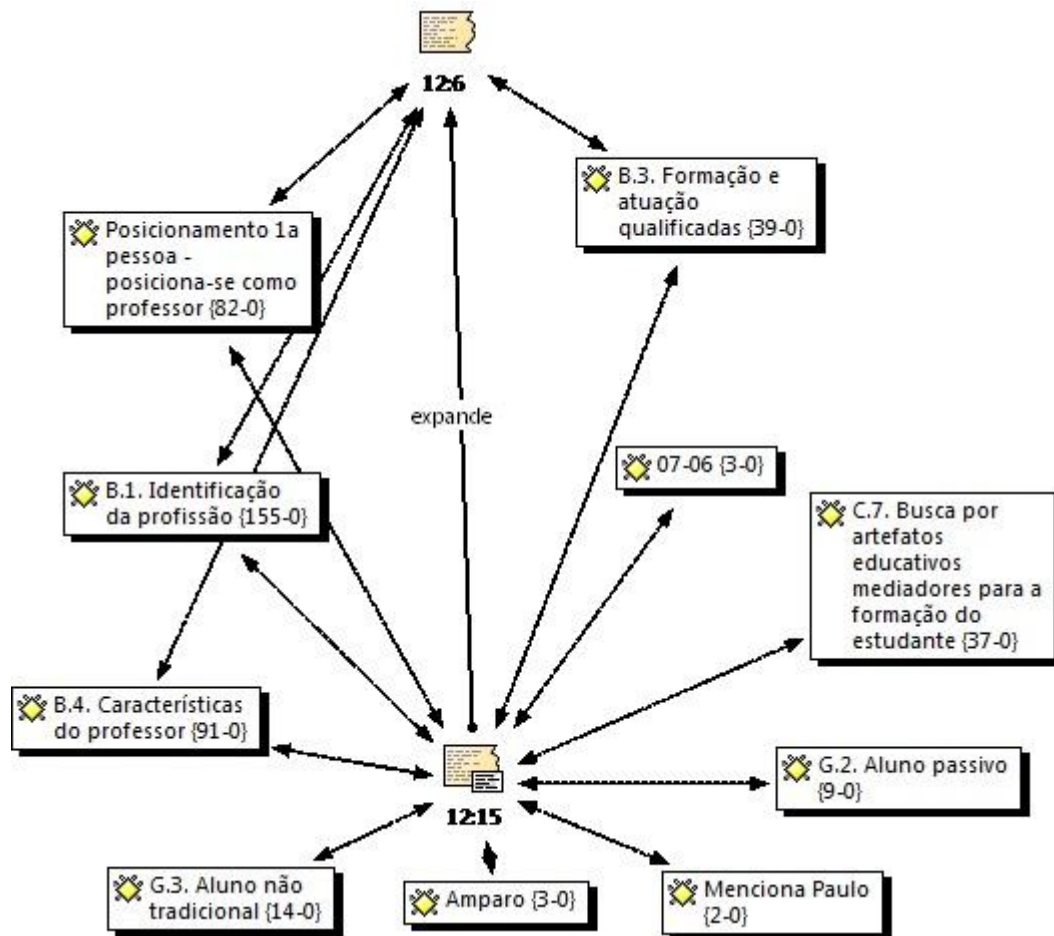 12:6
B.3. Formação e
atuação
qualificadas {39-0}
Posicionamento 1a
pessoa -
posiciona-se como
professor {82-0}
expande
07-06 {3-0}
B.1. Identificação
da profissão {155-0}
C.7. Busca por
artefatos
educativos
mediadores para a
formação do
estudante {37-0}
B.4. Características
do professor {91-0}
G.2. Aluno passivo
{9-0}
12:15
G.3. Aluno não
tradicional {14-0}
Amparo {3-0}
Menciona Paulo
{2-0}